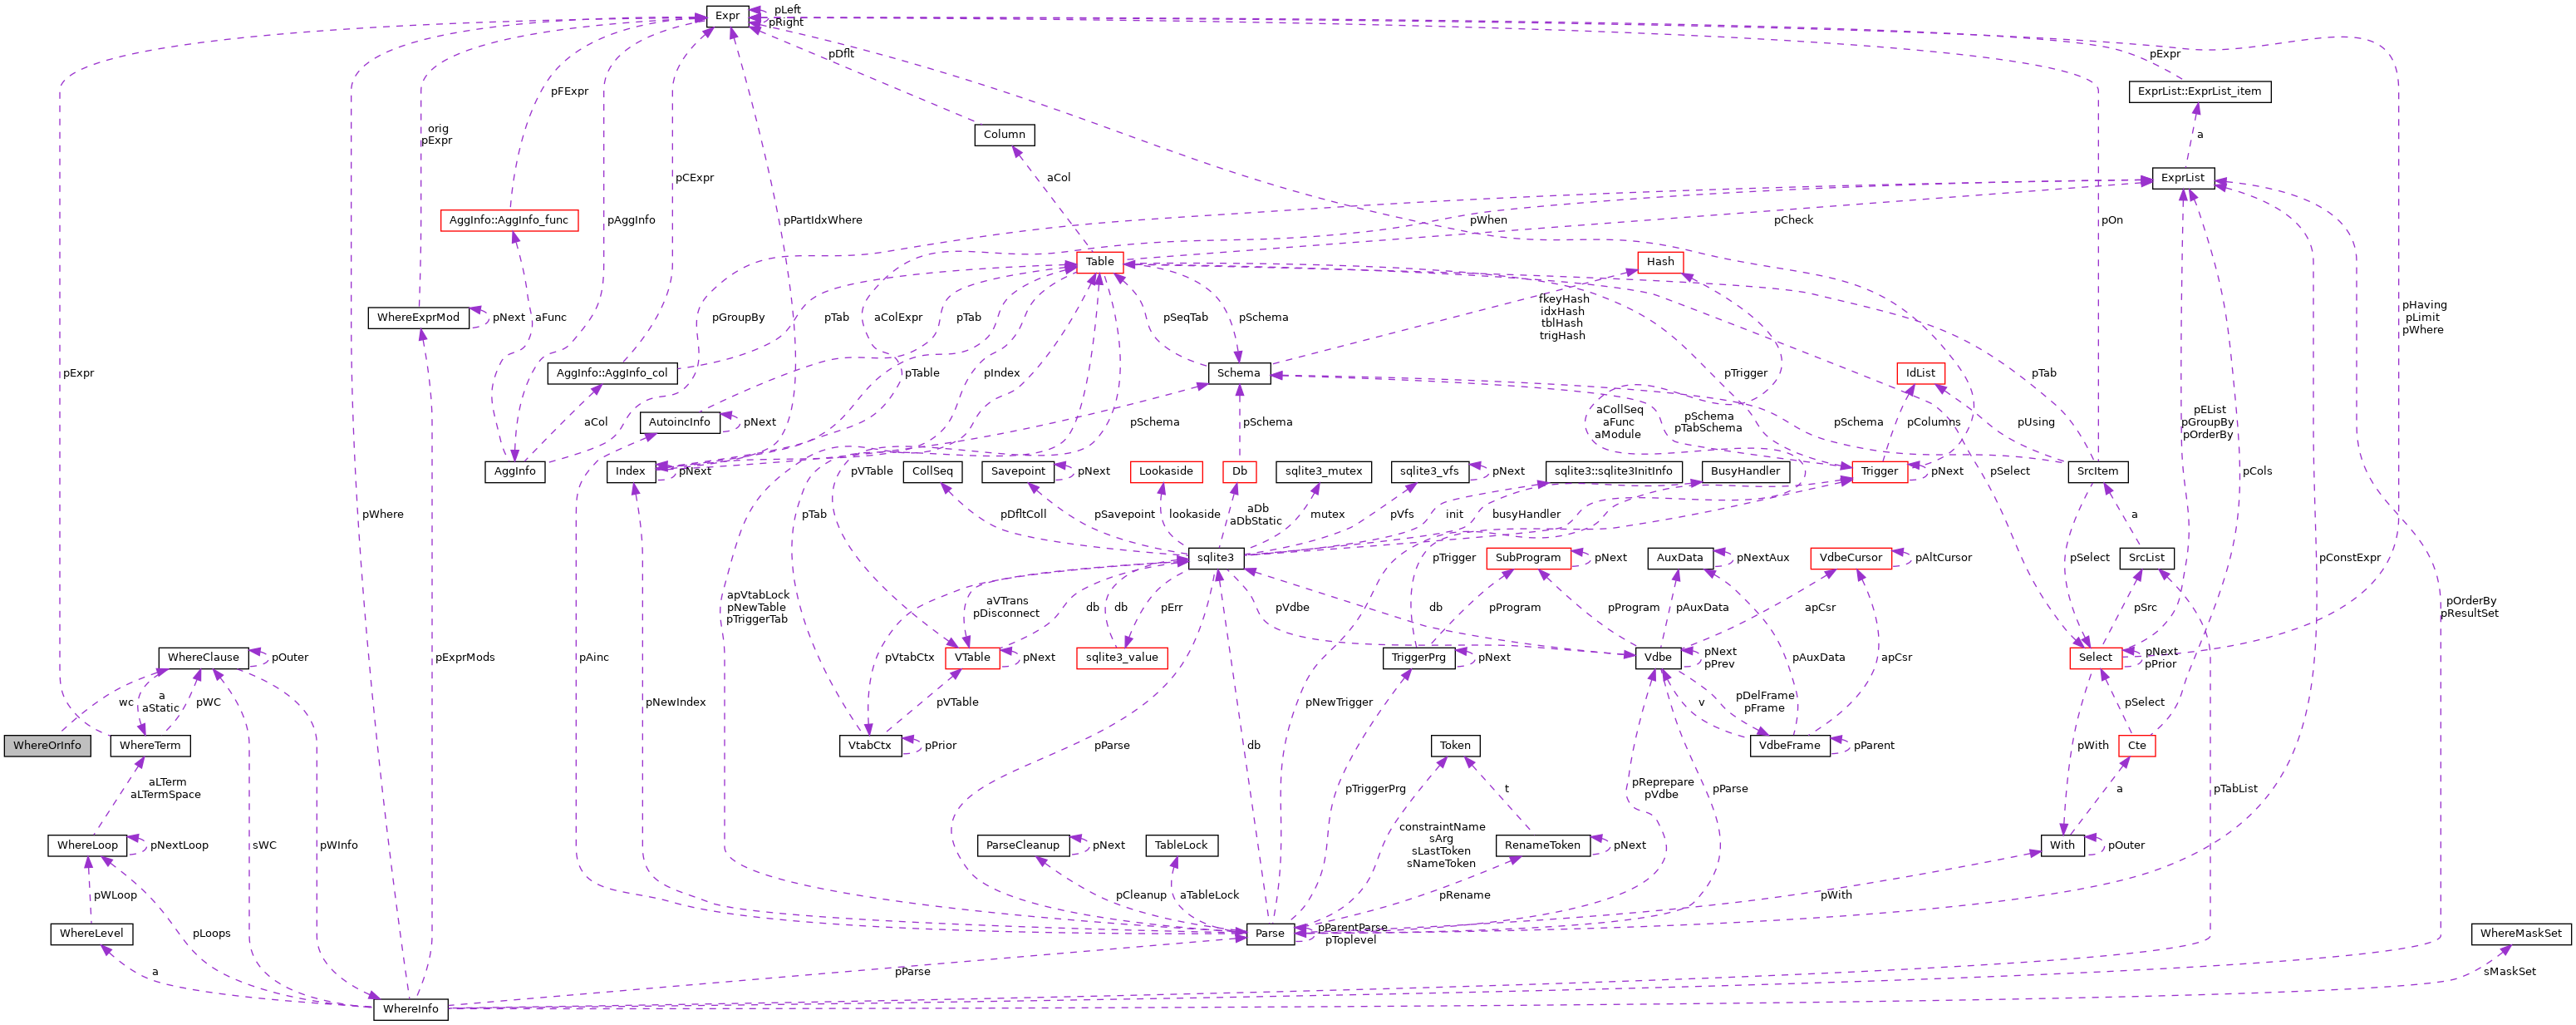 Expr
pLeft
pRight
pDflt
pExpr
ExprList::ExprList_item
pFExpr
Column
orig
pExpr
a
pCExpr
aCol
ExprList
AggInfo::AggInfo_func
pAggInfo
pPartIdxWhere
pWhen
pCheck
pOn
Table
Hash
WhereExprMod
pNext
aFunc
pGroupBy
pTab
aColExpr
pTab
pSeqTab
pSchema
fkeyHash
idxHash
tblHash
trigHash
pHaving
pLimit
pWhere
pExpr
AggInfo::AggInfo_col
pTable
pIndex
Schema
pTrigger
IdList
pTab
AutoincInfo
pNext
aCol
pSchema
pSchema
aCollSeq
aFunc
aModule
pSchema
pTabSchema
pSchema
pColumns
pUsing
pEList
pGroupBy
pOrderBy
AggInfo
Index
pNext
pVTable
CollSeq
Savepoint
pNext
Lookaside
Db
sqlite3_mutex
sqlite3_vfs
pNext
sqlite3::sqlite3InitInfo
BusyHandler
Trigger
pNext
pSelect
SrcItem
pCols
pWhere
pTab
pDfltColl
pSavepoint
lookaside
aDb
aDbStatic
mutex
pVfs
init
busyHandler
a
sqlite3
pTrigger
SubProgram
pNext
AuxData
pNextAux
VdbeCursor
pAltCursor
pSelect
SrcList
pConstExpr
apVtabLock
pNewTable
pTriggerTab
aVTrans
pDisconnect
db
db
pErr
pVdbe
db
pProgram
pProgram
pAuxData
apCsr
pSrc
pOrderBy
pResultSet
WhereClause
pOuter
pExprMods
pAinc
pVtabCtx
VTable
pNext
sqlite3_value
TriggerPrg
pNext
Vdbe
pNext
pPrev
pAuxData
apCsr
Select
pNext
pPrior
wc
a
aStatic
pWC
pNewIndex
pVTable
pNewTrigger
v
pDelFrame
pFrame
pSelect
WhereOrInfo
WhereTerm
VtabCtx
pPrior
pParse
db
Token
VdbeFrame
pParent
pWith
Cte
aLTerm
aLTermSpace
pTriggerPrg
t
pReprepare
pVdbe
pParse
a
pTabList
WhereLoop
pNextLoop
sWC
pWInfo
ParseCleanup
pNext
TableLock
constraintName
sArg
sLastToken
sNameToken
RenameToken
pNext
With
pOuter
pWLoop
pCleanup
aTableLock
pRename
pWith
WhereLevel
pLoops
Parse
pParentParse
pToplevel
WhereMaskSet
a
pParse
sMaskSet
WhereInfo